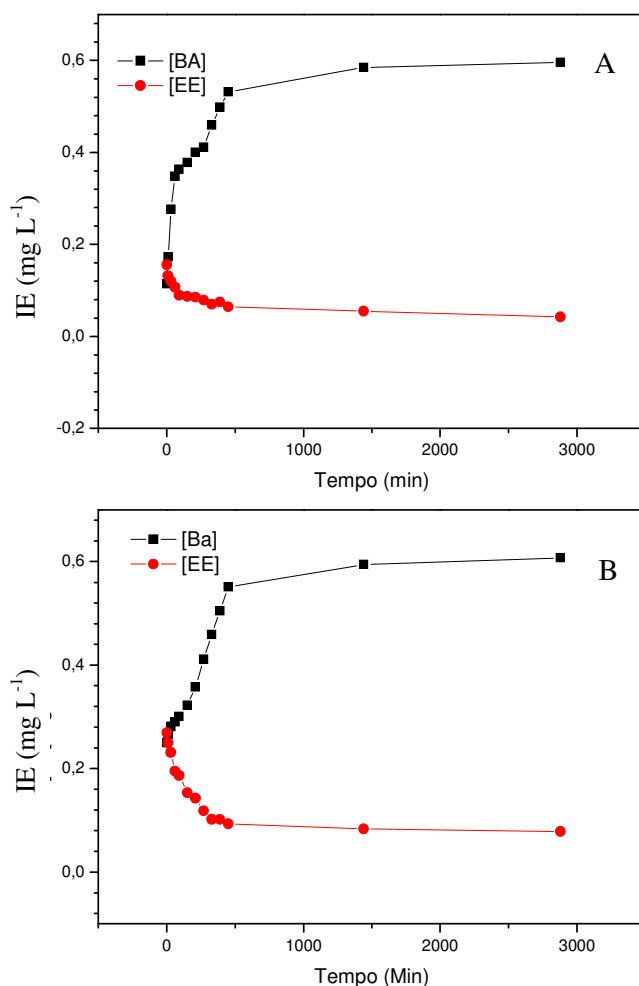 [BA]
[EE]
A
0,6
0,4
0,2
0,0
-0,2
IE (mg L-1)
0 1000 2000 3000
Tempo (min)
[Ba]
[EE]
B
0,6
0,4
0,2
0,0
IE (mg L-1)
0 1000 2000 3000
Tempo (Min)